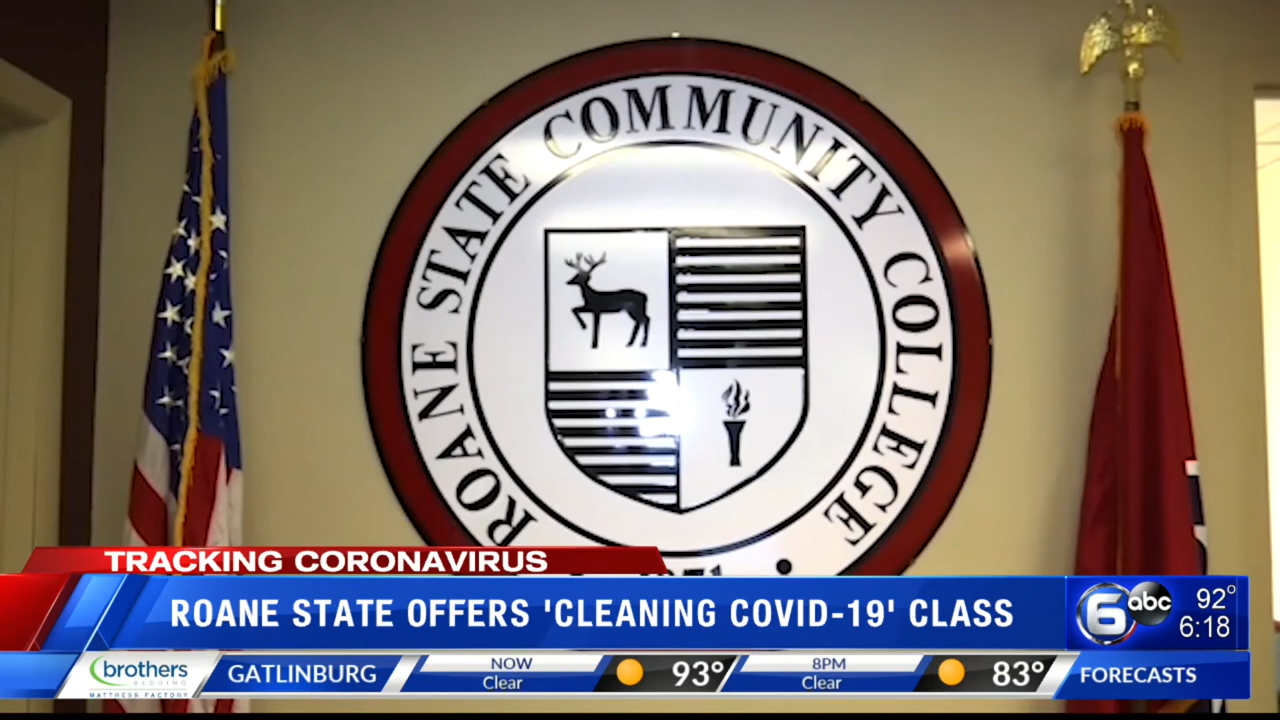 ROANE STATE COMMUNITY COLLEGE
TRACKING CORONAVIRUS
ROANE STATE OFFERS 'CLEANING COVID-19' CLASS
6 abc
92°
6:18
brothers
BEDDING
MATTRESS FACTORY
GATLINBURG
NOW
Clear
93°
8PM
Clear
83°
FORECASTS